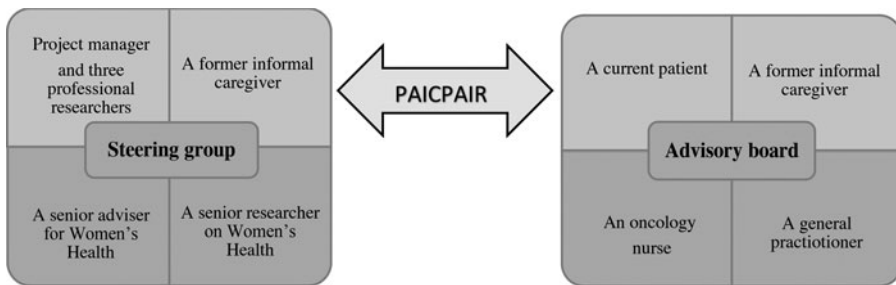 Project manager
and three
professional
researchers
A former informal
caregiver
Steering group
A senior adviser
for Women’s
Health
A senior researcher
on Women’s
Health
PAICPAIR
A current patient
A former informal
caregiver
Advisory board
An oncology
nurse
A general
practiotioner